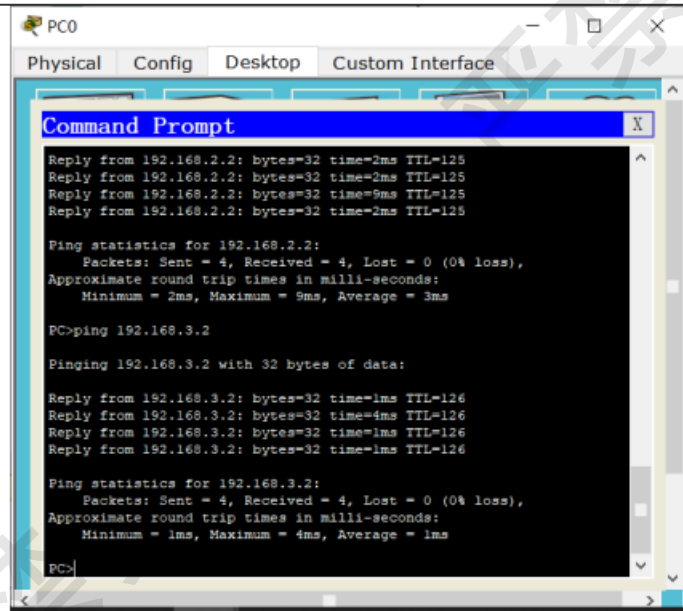 PC0
Physical Config Desktop Custom Interface
Command Prompt X
Reply from 192.168.2.2: bytes=32 time=2ms TTL=125
Reply from 192.168.2.2: bytes=32 time=2ms TTL=125
Reply from 192.168.2.2: bytes=32 time=9ms TTL=125
Reply from 192.168.2.2: bytes=32 time=2ms TTL=125
Ping statistics for 192.168.2.2:
Packets: Sent = 4, Received = 4, Lost = 0 (0% loss),
Approximate round trip times in milli-seconds:
Minimum = 2ms, Maximum = 9ms, Average = 3ms
PC>ping 192.168.3.2
Pinging 192.168.3.2 with 32 bytes of data:
Reply from 192.168.3.2: bytes=32 time=1ms TTL=126
Reply from 192.168.3.2: bytes=32 time=4ms TTL=126
Reply from 192.168.3.2: bytes=32 time=1ms TTL=126
Reply from 192.168.3.2: bytes=32 time=1ms TTL=126
Ping statistics for 192.168.3.2:
Packets: Sent = 4, Received = 4, Lost = 0 (0% loss),
Approximate round trip times in milli-seconds:
Minimum = 1ms, Maximum = 4ms, Average = 1ms
PC>